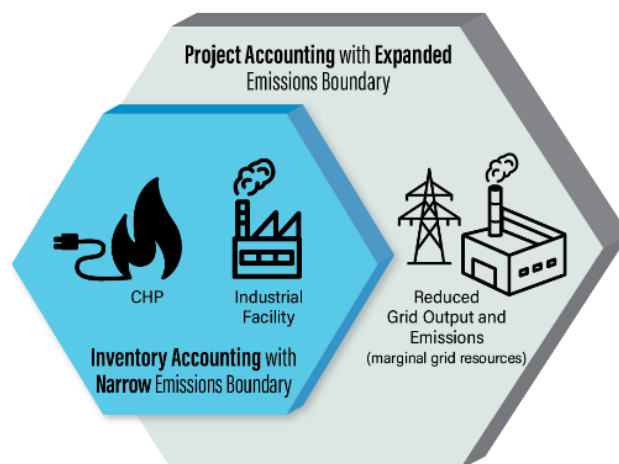 Project Accounting with Expanded
Emissions Boundary
CHP
Industrial
Facility
Reduced
Grid Output and
Emissions
(marginal grid resources)
Inventory Accounting with
Narrow Emissions Boundary